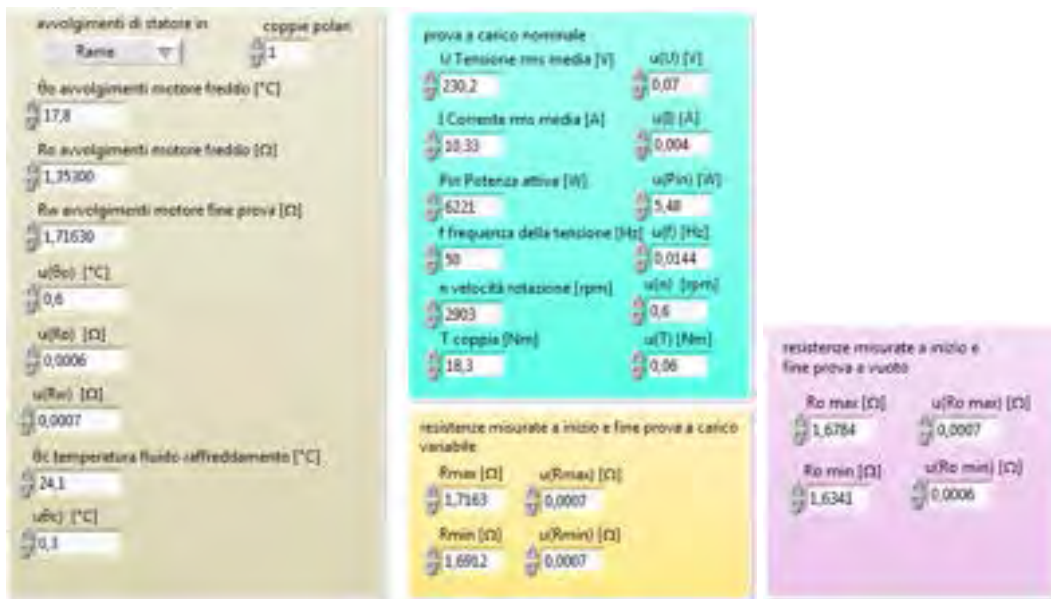 avvolgimenti di statore in
coppie polari
Rame
1
θo avvolgimenti motore freddo [°C]
17,8
Ro avvolgimenti motore freddo [Ω]
1,35300
Rw avvolgimenti motore fine prova [Ω]
1,71630
u(θo) [°C]
0,6
u(Ro) [Ω]
0,0006
u(Rw) [Ω]
0,0007
θc temperatura fluido raffreddamento [°C]
24,1
u(θc) [°C]
0,3
prova a carico nominale
U Tensione rms media [V]
u(U) [V]
230,2
0,07
I Corrente rms media [A]
u(I) [A]
10,33
0,004
Pin Potenza attiva [W]
u(Pin) [W]
6221
5,48
f frequenza della tensione [Hz]
u(f) [Hz]
50
0,0144
n velocità rotazione [rpm]
u(n) [rpm]
2903
0,6
T coppia [Nm]
u(T) [Nm]
18,3
0,06
resistenze misurate a inizio e fine prova a carico
variabile
Rmax [Ω]
u(Rmax) [Ω]
1,7163
0,0007
Rmin [Ω]
u(Rmin) [Ω]
1,6912
0,0007
resistenze misurate a inizio e
fine prova a vuoto
Ro max [Ω]
u(Ro max) [Ω]
1,6784
0,0007
Ro min [Ω]
u(Ro min) [Ω]
1,6341
0,0006